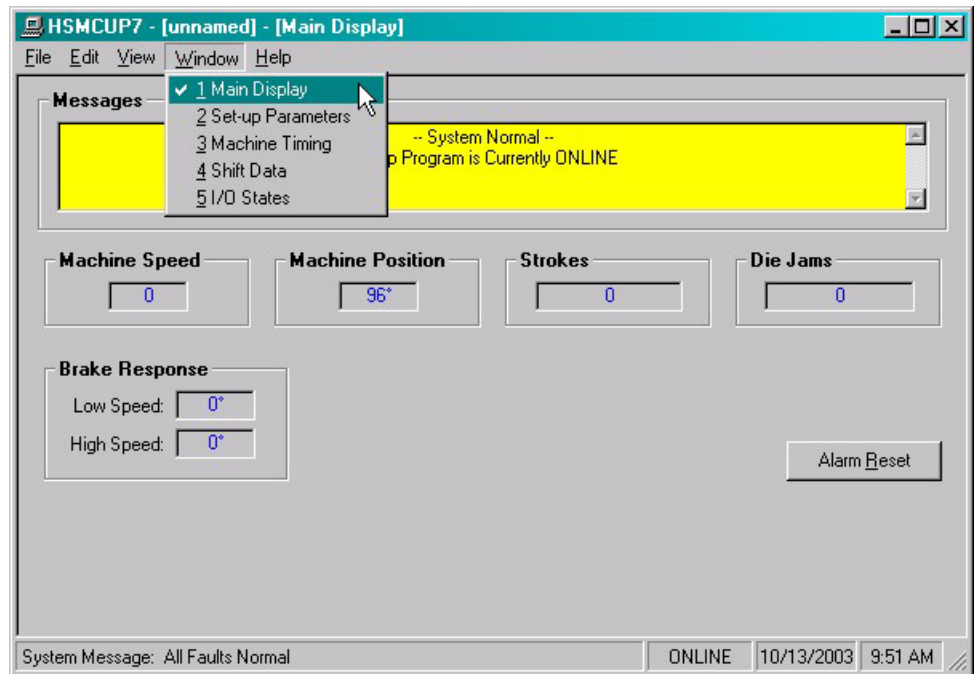 HSMCUP7 - [unnamed] - [Main Display]
File Edit View Window Help
1 Main Display
2 Set-up Parameters
3 Machine Timing
4 Shift Data
5 I/O States
Messages
-- System Normal --
Program is Currently ONLINE
Machine Speed
0
Machine Position
96°
Strokes
0
Die Jams
0
Brake Response
Low Speed: 0°
High Speed: 0°
Alarm Reset
System Message: All Faults Normal ONLINE 10/13/2003 9:51 AM